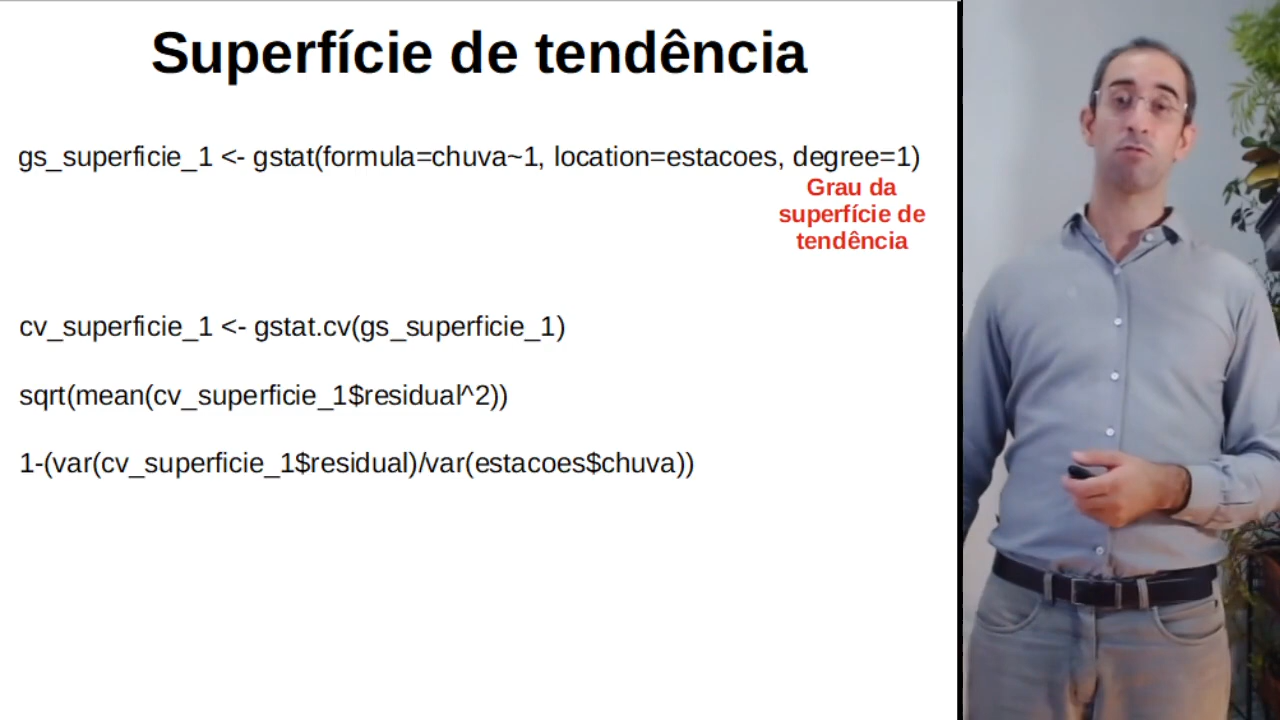 Superfície de tendência
gs_superficie_1 <- gstat(formula=chuva~1, location=estacoes, degree=1)
Grau da
superfície de
tendência
cv_superficie_1 <- gstat.cv(gs_superficie_1)
sqrt(mean(cv_superficie_1$residual^2))
1-(var(cv_superficie_1$residual)/var(estacoes$chuva))